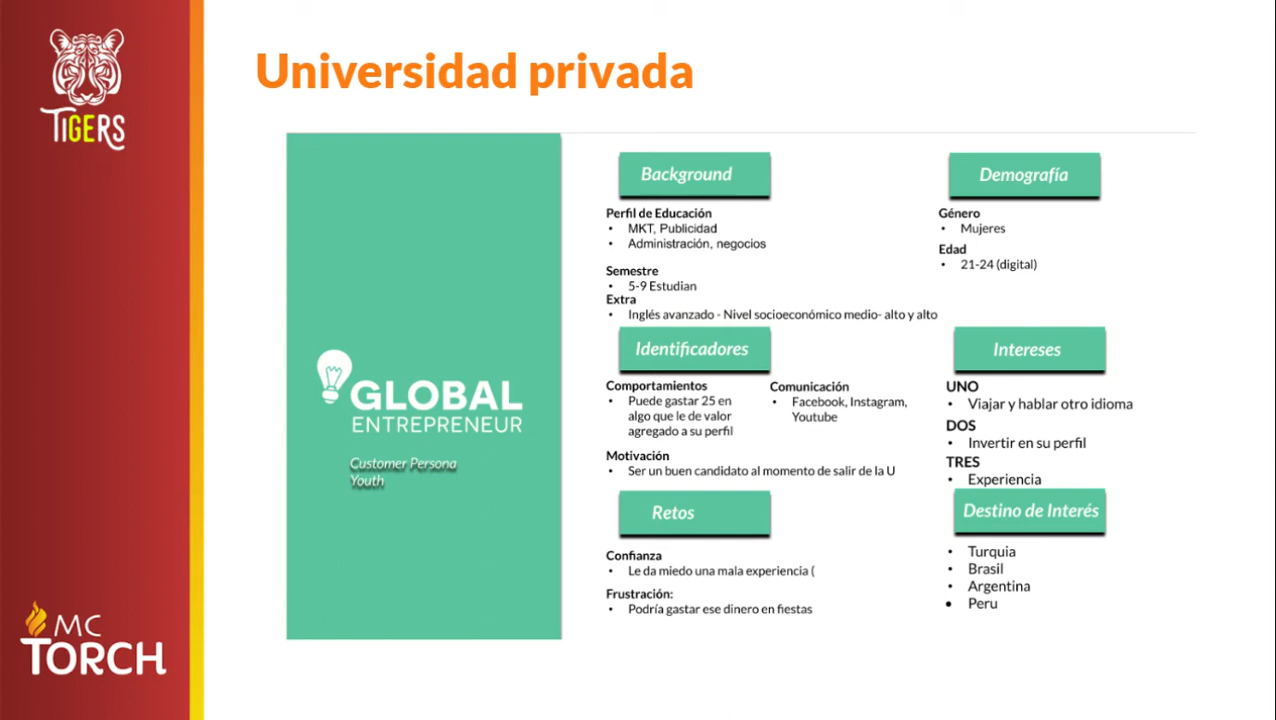 TIGERS
Universidad privada
GLOBAL
ENTREPRENEUR
Customer Persona
Youth
Background
Perfil de Educación
• MKT, Publicidad
• Administración, negocios
Semestre
• 5-9 Estudian
Extra
• Inglés avanzado - Nivel socioeconómico medio- alto y alto
Demografía
Género
• Mujeres
Edad
• 21-24 (digital)
Identificadores
Comportamientos
• Puede gastar 25 en
algo que le de valor
agregado a su perfil
Comunicación
• Facebook, Instagram,
Youtube
Motivación
• Ser un buen candidato al momento de salir de la U
Intereses
UNO
• Viajar y hablar otro idioma
DOS
• Invertir en su perfil
TRES
• Experiencia
Retos
Confianza
• Le da miedo una mala experiencia (
Frustración:
• Podría gastar ese dinero en fiestas
Destino de Interés
• Turquia
• Brasil
• Argentina
• Peru
MC
TORCH